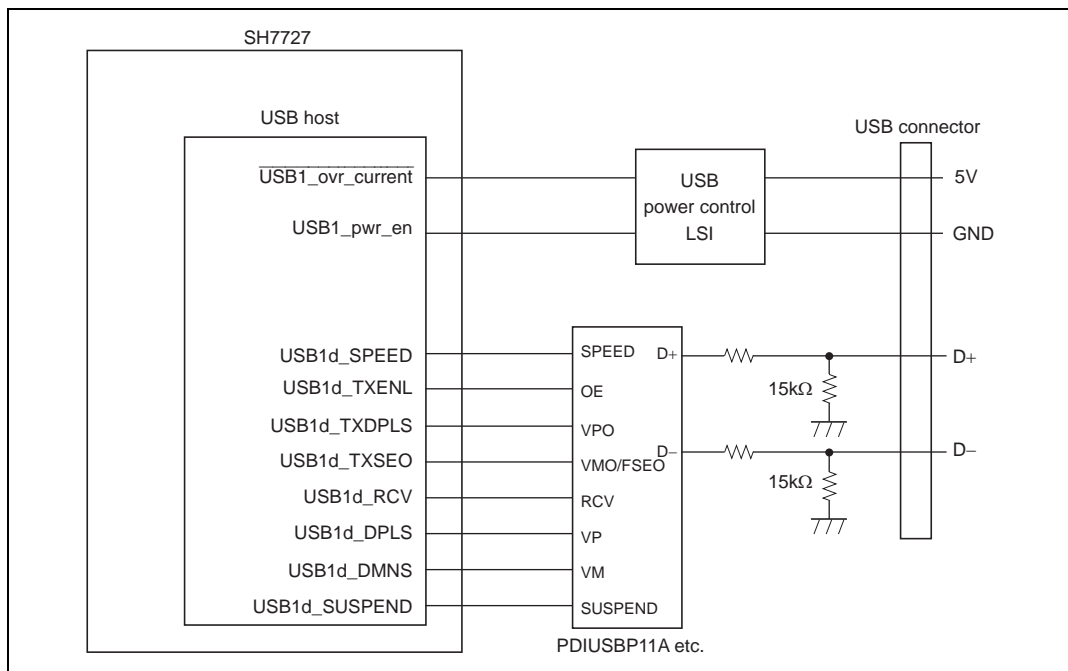 SH7727
USB host
USB connector
USB1_ovr_current
USB1_pwr_en
USB
power control
LSI
5V
GND
USB1d_SPEED
USB1d_TXENL
USB1d_TXDPLS
USB1d_TXSEO
USB1d_RCV
USB1d_DPLS
USB1d_DMNS
USB1d_SUSPEND
SPEED
OE
VPO
VMO/FSEO
RCV
VP
VM
SUSPEND
D+
D−
15kΩ
15kΩ
D+
D−
PDIUSBP11A etc.